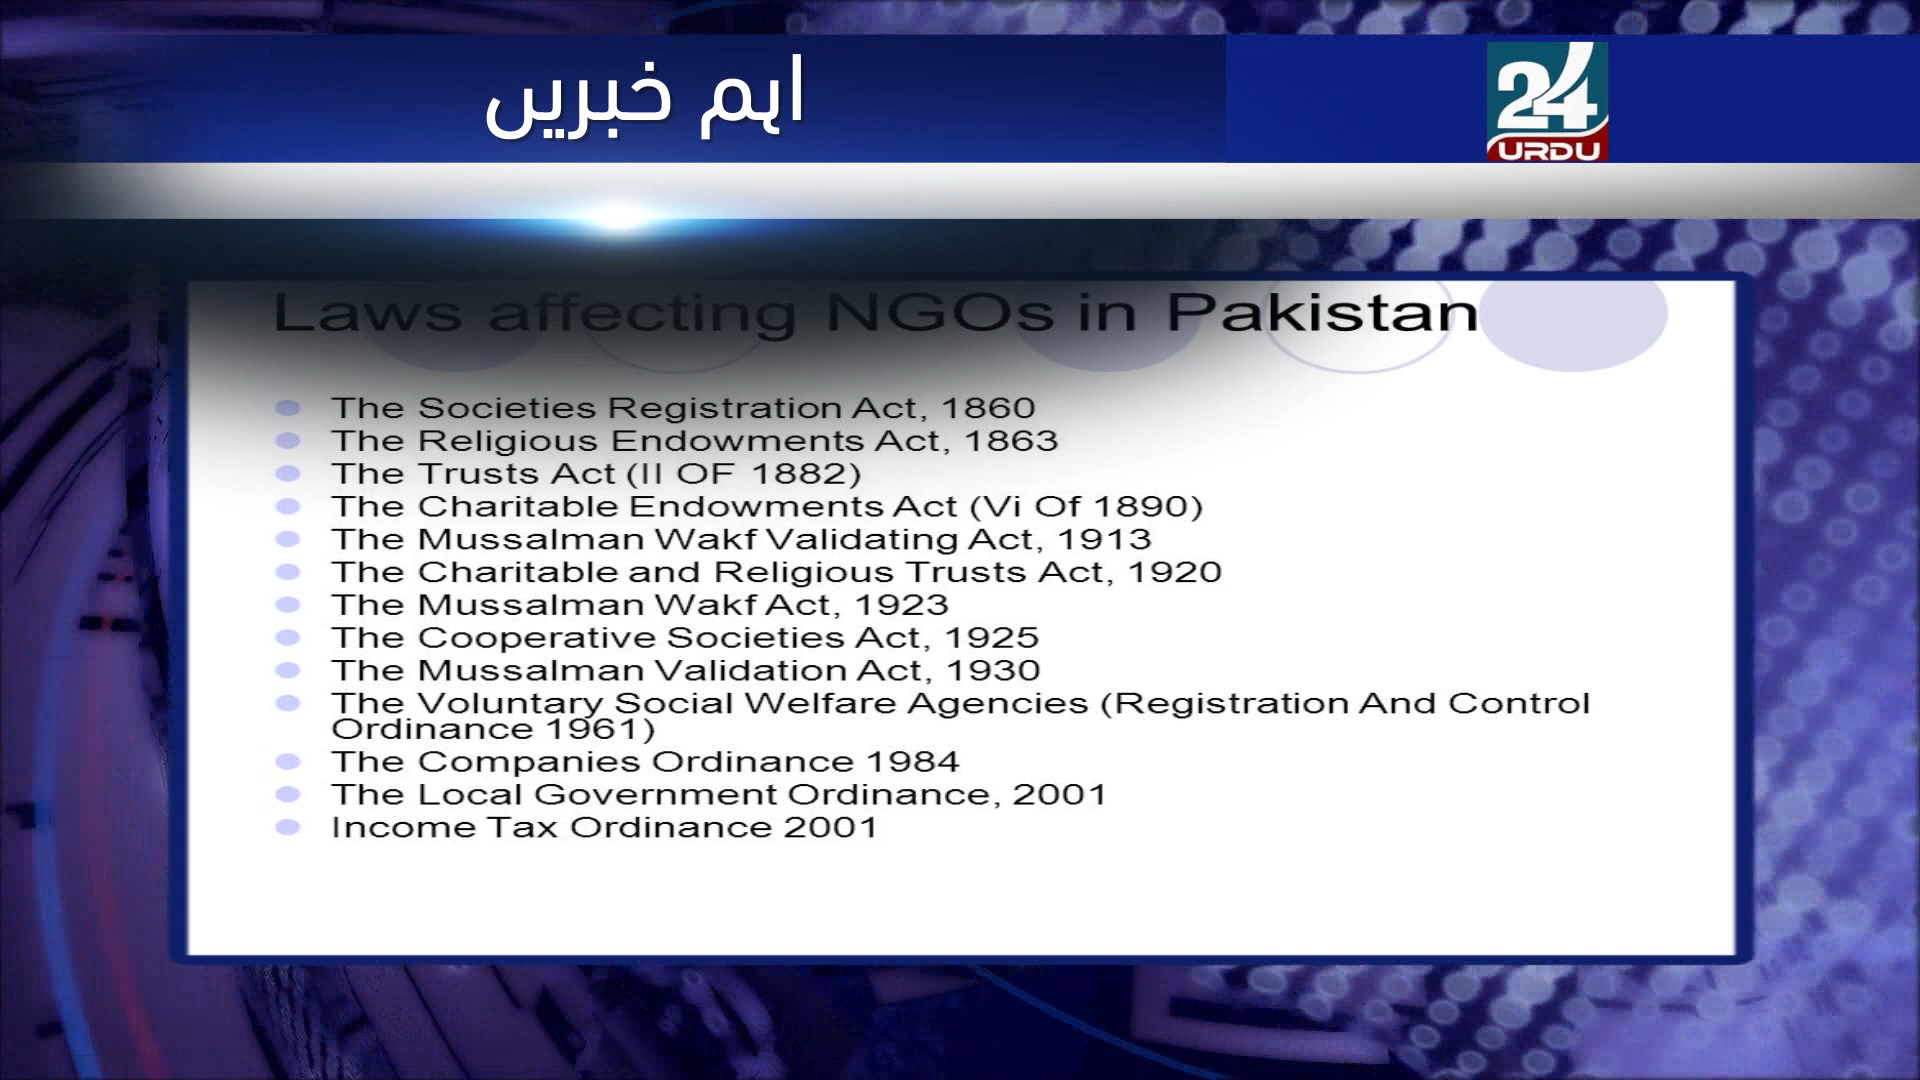 اہم خبریں
24
URDU
Laws affecting NGOs in Pakistan
The Societies Registration Act, 1860
The Religious Endowments Act, 1863
The Trusts Act (II OF 1882)
The Charitable Endowments Act (Vi Of 1890)
The Mussalman Wakf Validating Act, 1913
The Charitable and Religious Trusts Act, 1920
The Mussalman Wakf Act, 1923
The Cooperative Societies Act, 1925
The Mussalman Validation Act, 1930
The Voluntary Social Welfare Agencies (Registration And Control
Ordinance 1961)
The Companies Ordinance 1984
The Local Government Ordinance, 2001
Income Tax Ordinance 2001